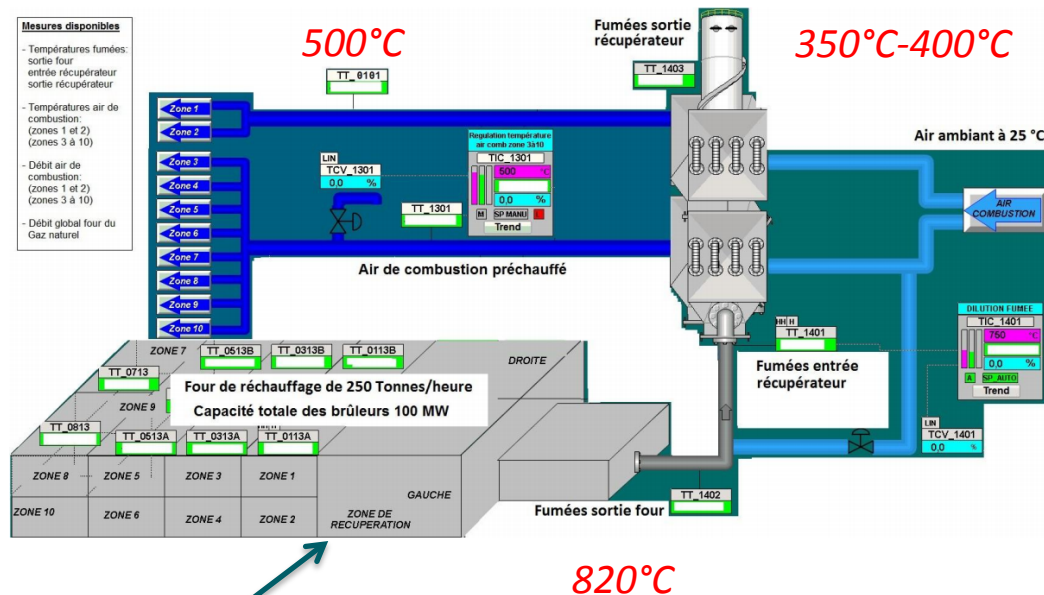 Mesures disponibles
- Températures fumées:
sortie four
entrée récupérateur
sortie récupérateur
- Températures air de
combustion:
(zones 1 et 2)
(zones 3 à 10)
- Débit air de
combustion:
(zones 1 et 2)
(zones 3 à 10)
- Débit global four du
Gaz naturel
500°C
Fumées sortie
récupérateur
350°C-400°C
TT_0101
TT_1403
Zone 1
Zone 2
Zone 3
Zone 4
Zone 5
Zone 6
Zone 7
Zone 8
Zone 9
Zone 10
LIN
TCV_1301
0,0 %
TT_1301
Regulation température
air comb zone 3à10
TIC_1301
500 °C
0,0 %
M SP MANU
Trend
Air ambiant à 25 °C
AIR
COMBUSTION
Air de combustion préchauffé
DILUTION FUMEE
TIC_1401
750
0,0 %
A SP_AUTO
Trend
HH H
TT_1401
Fumées entrée
récupérateur
LIN
TCV_1401
0,0 %
ZONE 7
TT_0513B
TT_0313B
TT_0113B
DROITE
TT_0713
Four de réchauffage de 250 Tonnes/heure
Capacité totale des brûleurs 100 MW
ZONE 9
TT_0813
TT_0513A
TT_0313A
TT_0113A
ZONE 8
ZONE 5
ZONE 3
ZONE 1
GAUCHE
ZONE 10
ZONE 6
ZONE 4
ZONE 2
ZONE DE
RECUPERATION
TT_1402
Fumées sortie four
820°C